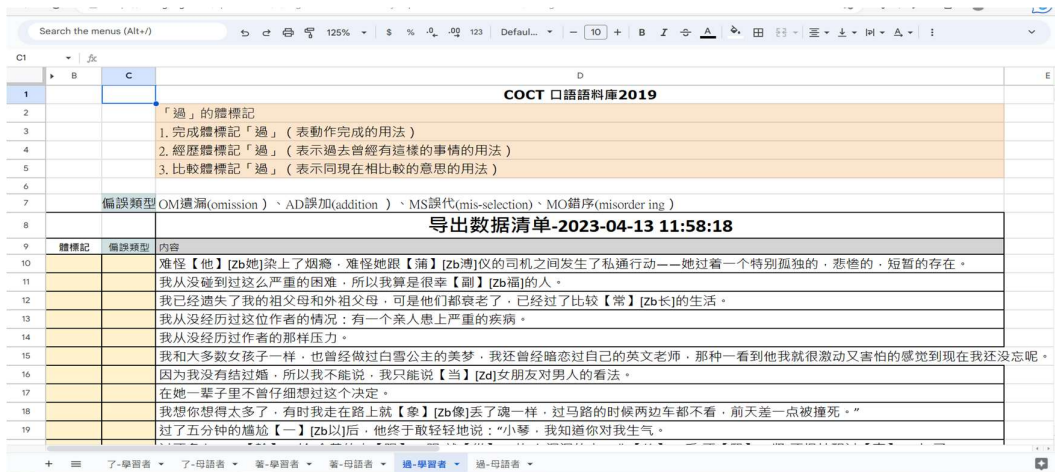 Search the menus (Alt+/) 125% $ % .0 .00 123 Defaul... − 10 + B I A
C1 fx
B C D E
1 COCT 口語語料庫2019
2 「過」的體標記
3 1. 完成體標記「過」（表動作完成的用法）
4 2. 經歷體標記「過」（表示過去曾經有這樣的事情的用法）
5 3. 比較體標記「過」（表示同現在相比較的意思的用法）
6
7 偏誤類型 OM遺漏(omission）、AD誤加(addition ）、MS誤代(mis-selection)、MO錯序(misorder ing )
8 导出数据清单-2023-04-13 11:58:18
9 體標記 偏誤類型 内容
10 难怪【他】[Zb她]染上了烟瘾，难怪她跟【蒲】[Zb溥]仪的司机之间发生了私通行动——她过着一个特别孤独的，悲惨的，短暂的存在。
11 我从没碰到过这么严重的困难，所以我算是很幸【副】[Zb福]的人。
12 我已经遗失了我的祖父母和外祖父母，可是他们都衰老了，已经过了比较【常】[Zb长]的生活。
13 我从没经历过这位作者的情况：有一个亲人患上严重的疾病。
14 我从没经历过作者的那样压力。
15 我和大多数女孩子一样，也曾经做过白雪公主的美梦，我还曾经暗恋过自己的英文老师，那种一看到他我就很激动又害怕的感觉到现在我还没忘呢。
16 因为我没有结过婚，所以我不能说，我只能说【当】[Zd]女朋友对男人的看法。
17 在她一辈子里不曾仔细想过这个决定。
18 我想你想得太多了，有时我走在路上就【象】[Zb像]丢了魂一样，过马路的时候两边车都不看，前天差一点被撞死。”
19 过了五分钟的尴尬【一】[Zb以]后，他终于敢轻轻地说：“小琴，我知道你对我生气。
了-學習者 了-母語者 著-學習者 著-母語者 過-學習者 過-母語者